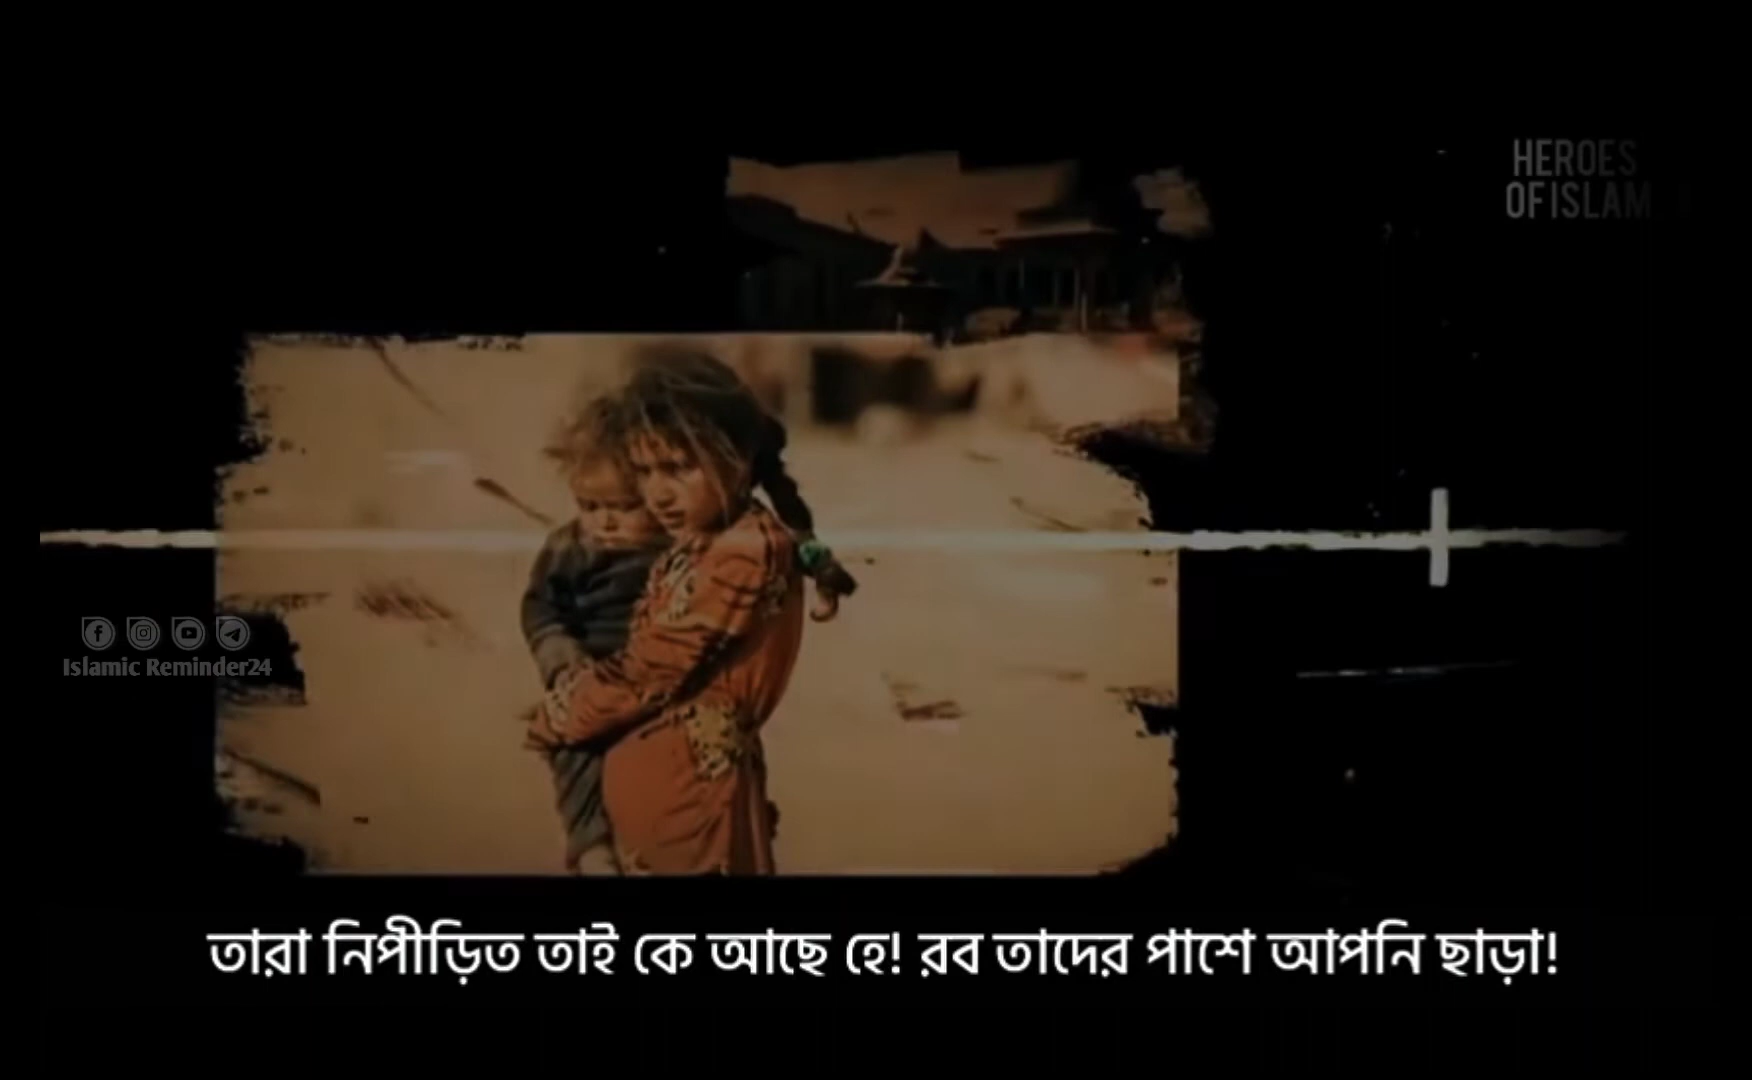 HEROES
OF ISLAM
Islamic Reminder24
তারা নিপীড়িত তাই কে আছে হে! রব তাদের পাশে আপনি ছাড়া!